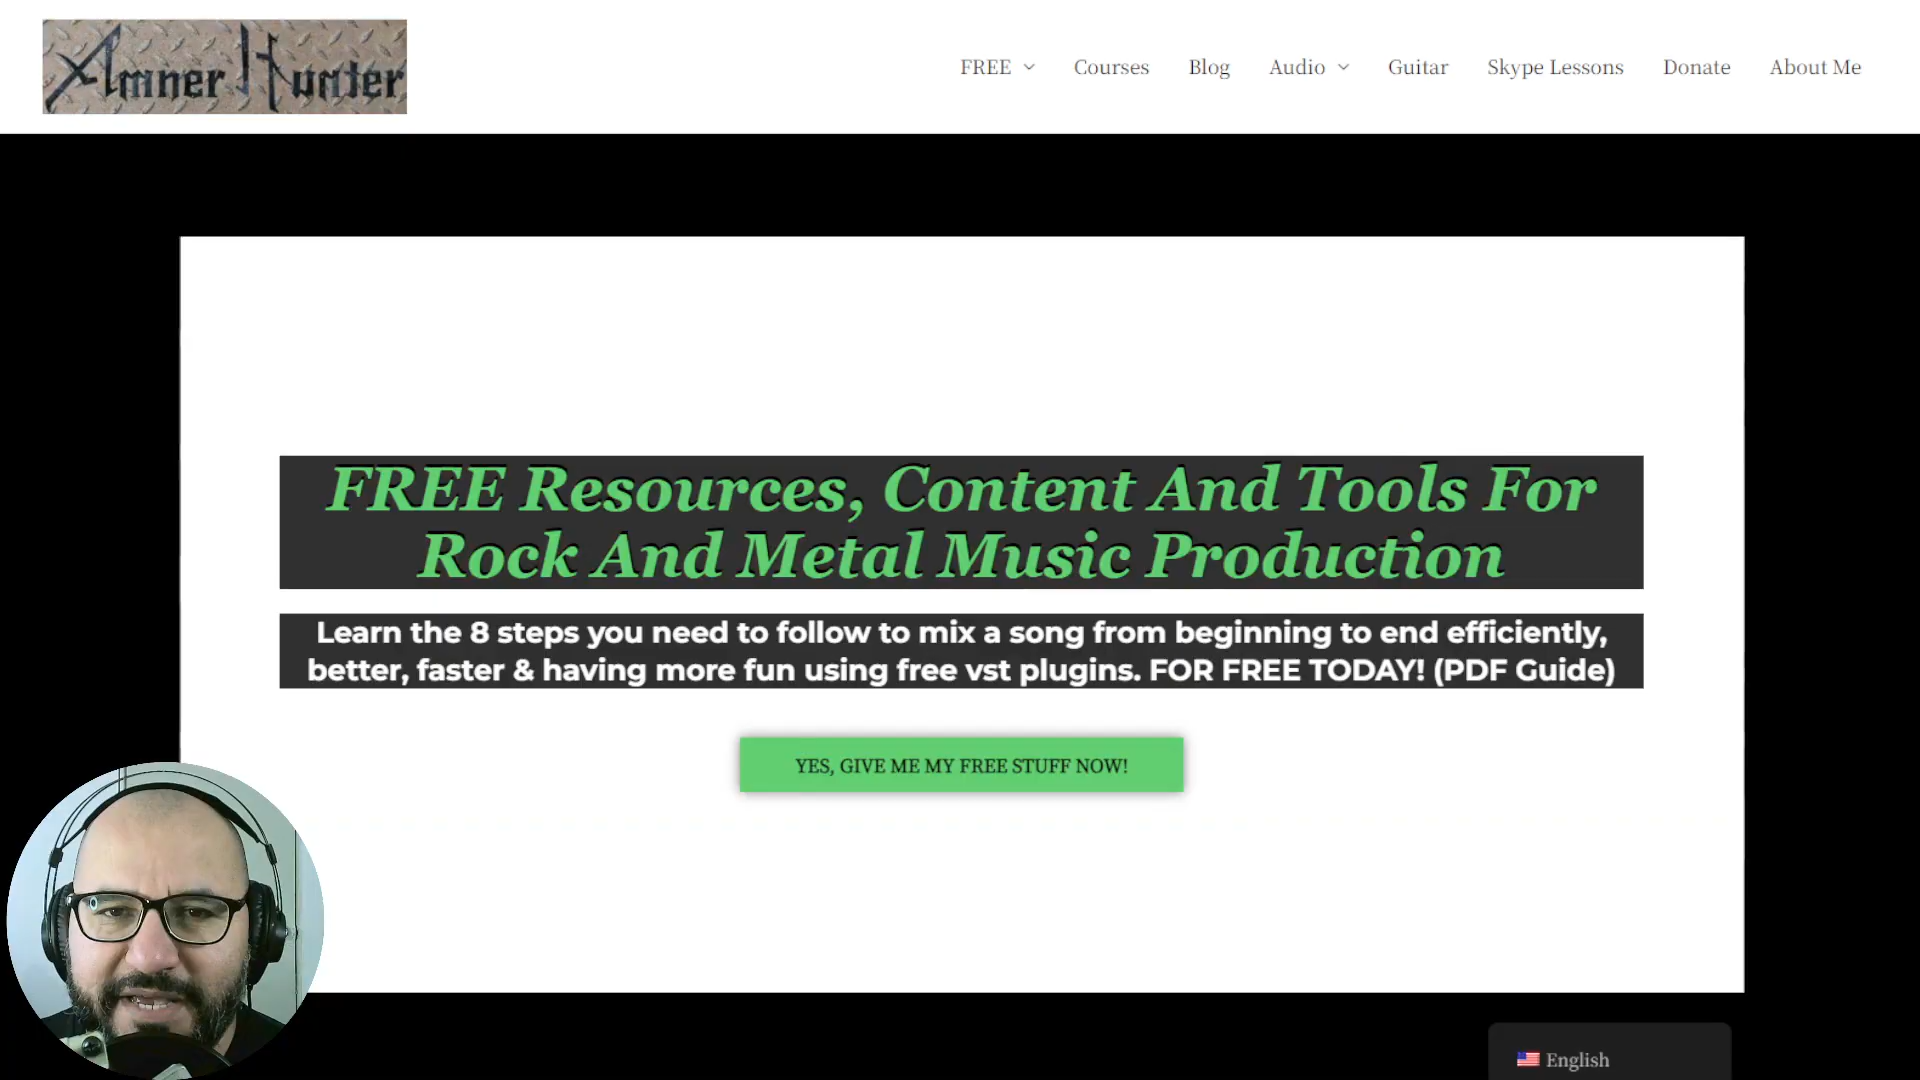 Amner Hunter
FREE
Courses
Blog
Audio
Guitar
Skype Lessons
Donate
About Me
FREE Resources, Content And Tools For
Rock And Metal Music Production
Learn the 8 steps you need to follow to mix a song from beginning to end efficiently,
better, faster & having more fun using free vst plugins. FOR FREE TODAY! (PDF Guide)
YES, GIVE ME MY FREE STUFF NOW!
English